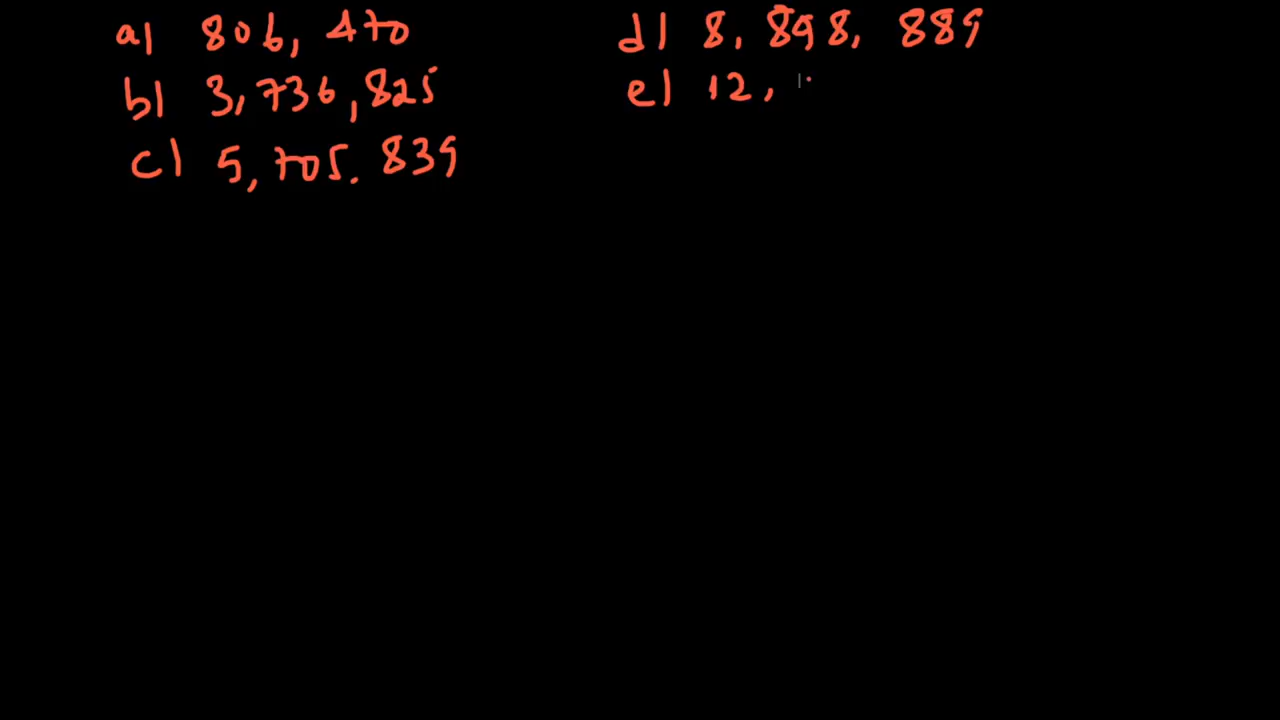 a) 806, 470
b) 3,736,825
c) 5,705.839
d) 8, 898, 889
e) 12,